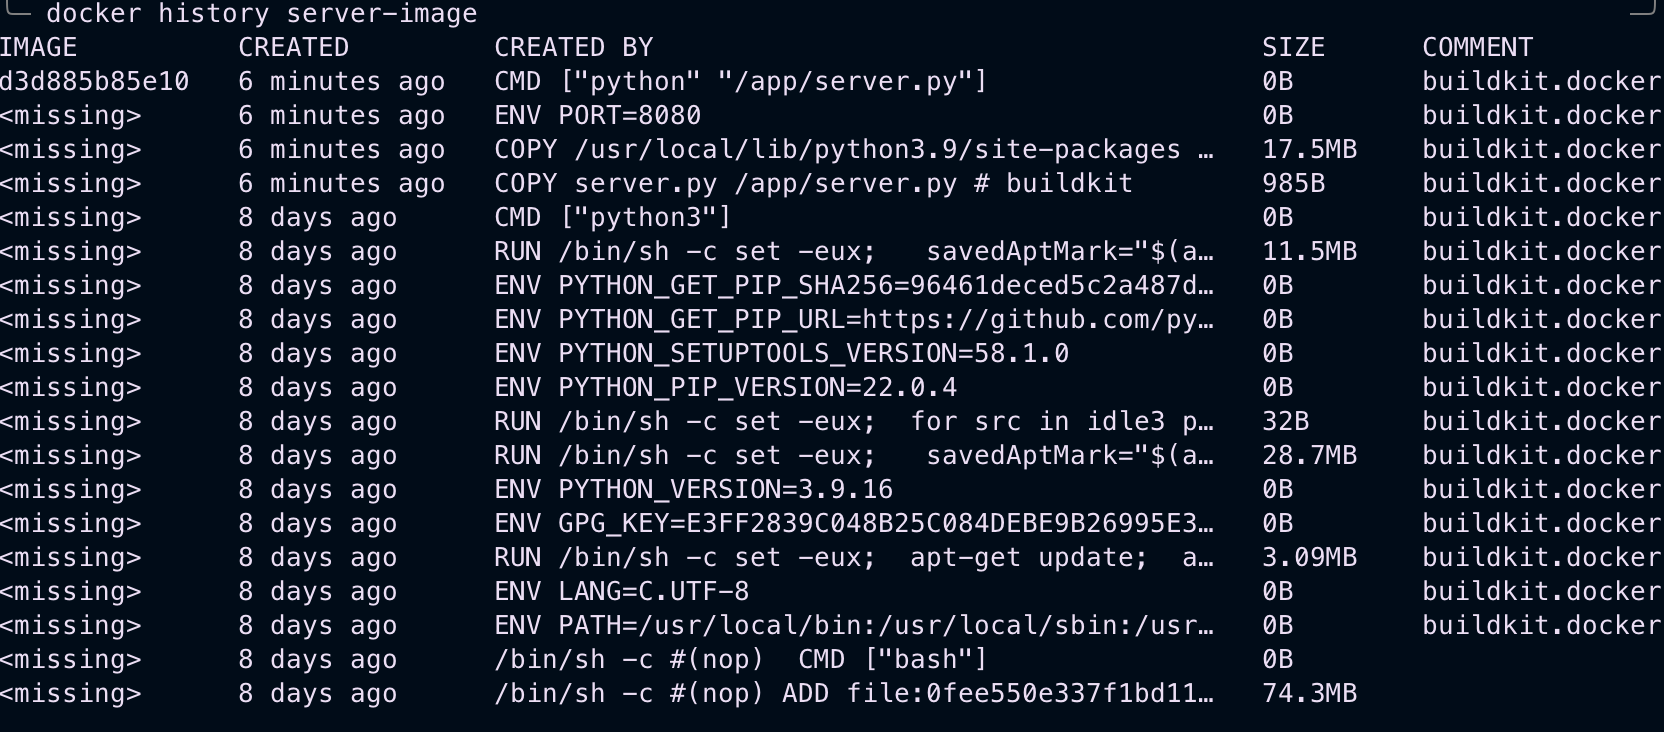 docker history server-image
IMAGE CREATED CREATED BY SIZE COMMENT
d3d885b85e10 6 minutes ago CMD ["python" "/app/server.py"] 0B buildkit.docker
<missing> 6 minutes ago ENV PORT=8080 0B buildkit.docker
<missing> 6 minutes ago COPY /usr/local/lib/python3.9/site-packages … 17.5MB buildkit.docker
<missing> 6 minutes ago COPY server.py /app/server.py # buildkit 985B buildkit.docker
<missing> 8 days ago CMD ["python3"] 0B buildkit.docker
<missing> 8 days ago RUN /bin/sh -c set -eux;   savedAptMark="$(a… 11.5MB buildkit.docker
<missing> 8 days ago ENV PYTHON_GET_PIP_SHA256=96461deced5c2a487d… 0B buildkit.docker
<missing> 8 days ago ENV PYTHON_GET_PIP_URL=https://github.com/py… 0B buildkit.docker
<missing> 8 days ago ENV PYTHON_SETUPTOOLS_VERSION=58.1.0 0B buildkit.docker
<missing> 8 days ago ENV PYTHON_PIP_VERSION=22.0.4 0B buildkit.docker
<missing> 8 days ago RUN /bin/sh -c set -eux;  for src in idle3 p… 32B buildkit.docker
<missing> 8 days ago RUN /bin/sh -c set -eux;   savedAptMark="$(a… 28.7MB buildkit.docker
<missing> 8 days ago ENV PYTHON_VERSION=3.9.16 0B buildkit.docker
<missing> 8 days ago ENV GPG_KEY=E3FF2839C048B25C084DEBE9B26995E3… 0B buildkit.docker
<missing> 8 days ago RUN /bin/sh -c set -eux;  apt-get update;  a… 3.09MB buildkit.docker
<missing> 8 days ago ENV LANG=C.UTF-8 0B buildkit.docker
<missing> 8 days ago ENV PATH=/usr/local/bin:/usr/local/sbin:/usr… 0B buildkit.docker
<missing> 8 days ago /bin/sh -c #(nop)  CMD ["bash"] 0B
<missing> 8 days ago /bin/sh -c #(nop) ADD file:0fee550e337f1bd11… 74.3MB